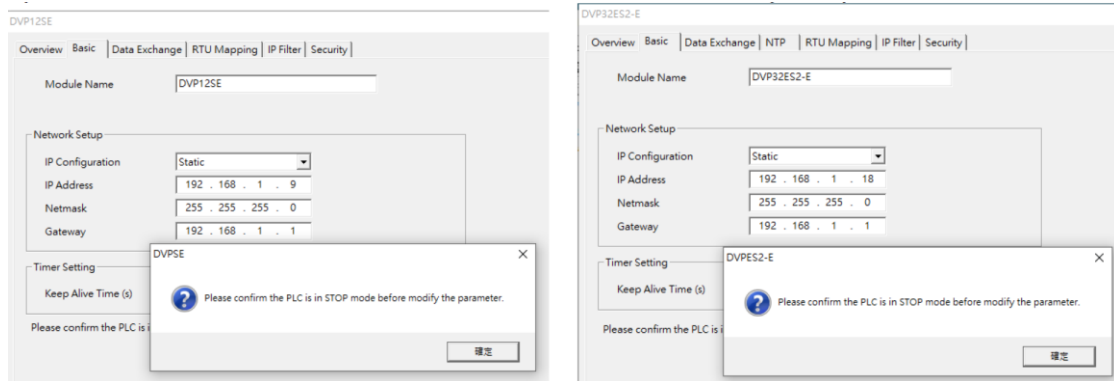 DVP12SE
Overview Basic Data Exchange RTU Mapping IP Filter Security
Module Name DVP12SE
Network Setup
IP Configuration Static
IP Address 192 . 168 . 1 . 9
Netmask 255 . 255 . 255 . 0
Gateway 192 . 168 . 1 . 1
Timer Setting
Keep Alive Time (s)
Please confirm the PLC is i
DVPSE
Please confirm the PLC is in STOP mode before modify the parameter.
確定
DVP32ES2-E
Overview Basic Data Exchange NTP RTU Mapping IP Filter Security
Module Name DVP32ES2-E
Network Setup
IP Configuration Static
IP Address 192 . 168 . 1 . 18
Netmask 255 . 255 . 255 . 0
Gateway 192 . 168 . 1 . 1
Timer Setting
Keep Alive Time (s)
Please confirm the PLC is i
DVPES2-E
Please confirm the PLC is in STOP mode before modify the parameter.
確定